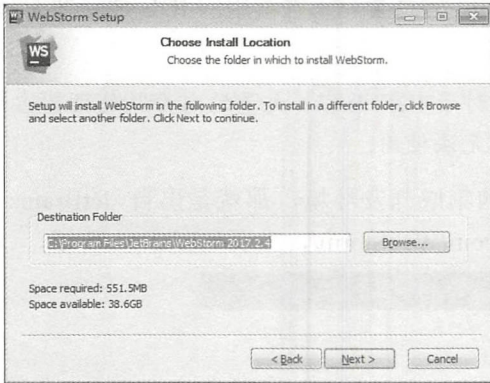 WebStorm Setup
WS
Choose Install Location
Choose the folder in which to install WebStorm.
Setup will install WebStorm in the following folder. To install in a different folder, click Browse
and select another folder. Click Next to continue.
Destination Folder
C:\Program Files\JetBrains\WebStorm 2017.2.4
Browse...
Space required: 551.5MB
Space available: 38.6GB
< Back
Next >
Cancel